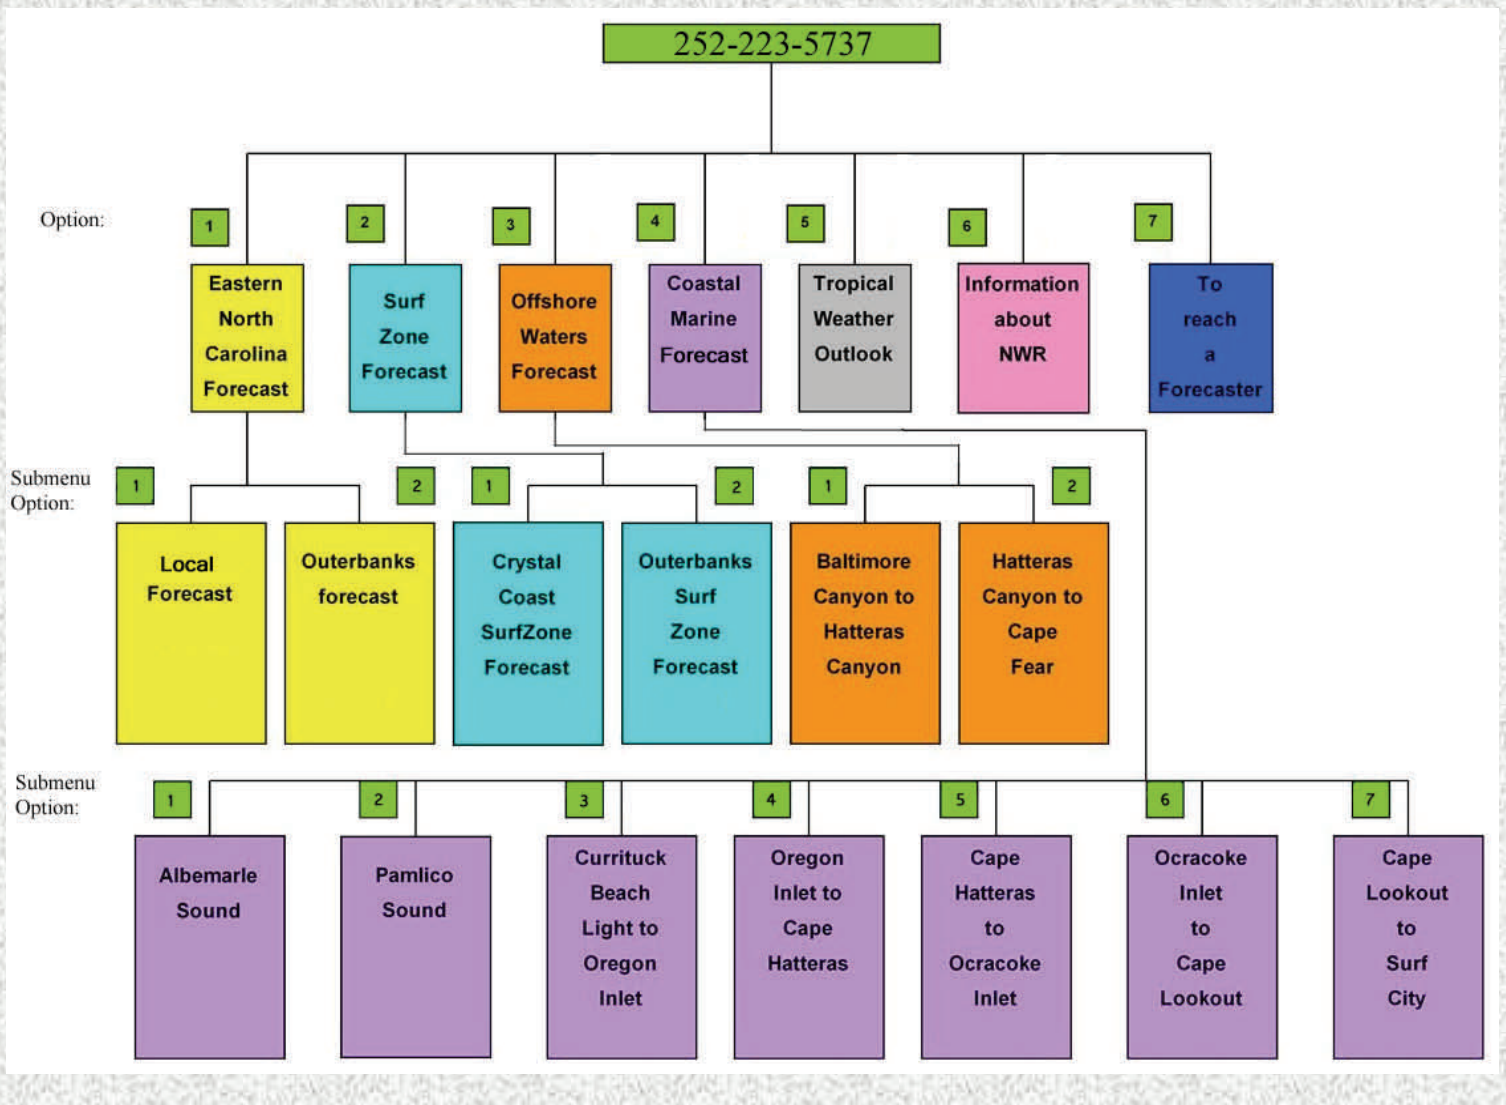 252-223-5737
Option:
1
2
3
4
5
6
7
Eastern
North
Carolina
Forecast
Surf
Zone
Forecast
Offshore
Waters
Forecast
Coastal
Marine
Forecast
Tropical
Weather
Outlook
Information
about
NWR
To
reach
a
Forecaster
Submenu
Option:
1
2
1
2
1
2
Local
Forecast
Outerbanks
forecast
Crystal
Coast
SurfZone
Forecast
Outerbanks
Surf
Zone
Forecast
Baltimore
Canyon to
Hatteras
Canyon
Hatteras
Canyon to
Cape
Fear
Submenu
Option:
1
2
3
4
5
6
7
Albemarle
Sound
Pamlico
Sound
Currituck
Beach
Light to
Oregon
Inlet
Oregon
Inlet to
Cape
Hatteras
Cape
Hatteras
to
Ocracoke
Inlet
Ocracoke
Inlet
to
Cape
Lookout
Cape
Lookout
to
Surf
City